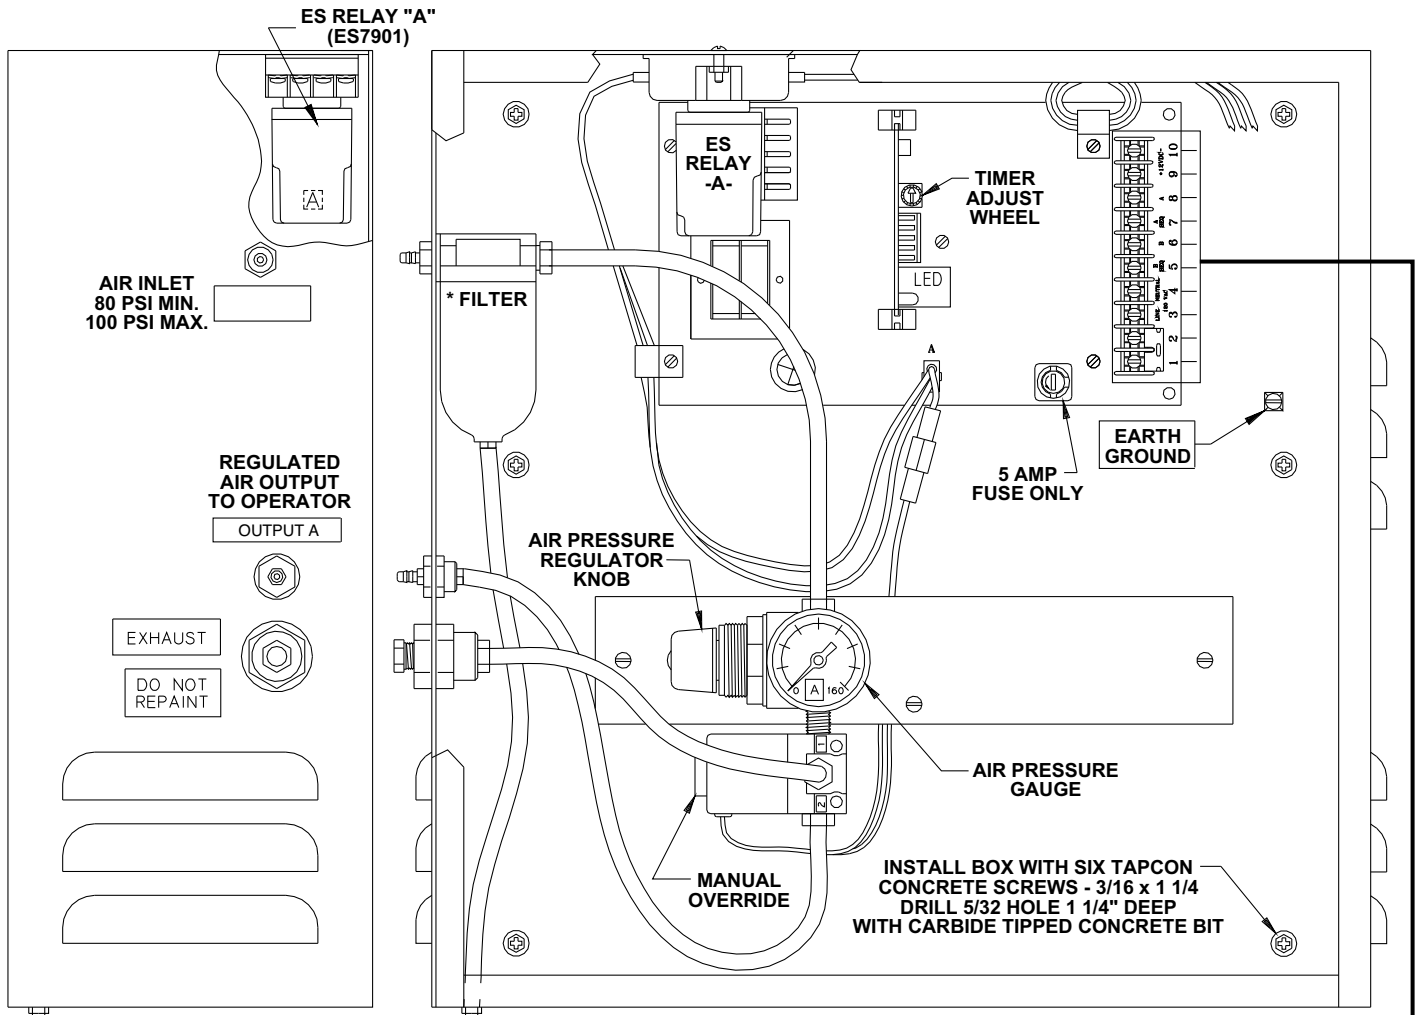 ES RELAY "A"
(ES7901)
A
AIR INLET
80 PSI MIN.
100 PSI MAX.
REGULATED
AIR OUTPUT
TO OPERATOR
OUTPUT A
EXHAUST
DO NOT
REPAINT
ES
RELAY
-A-
TIMER
ADJUST
WHEEL
LED
* FILTER
10
9
8
7
6
5
4
3
2
1
+12VDC-
A
A
B
B
LINE
NEUTRAL
A
5 AMP
FUSE ONLY
EARTH
GROUND
AIR PRESSURE
REGULATOR
KNOB
0
A
160
1
2
AIR PRESSURE
GAUGE
MANUAL
OVERRIDE
INSTALL BOX WITH SIX TAPCON
CONCRETE SCREWS - 3/16 x 1 1/4
DRILL 5/32 HOLE 1 1/4" DEEP
WITH CARBIDE TIPPED CONCRETE BIT